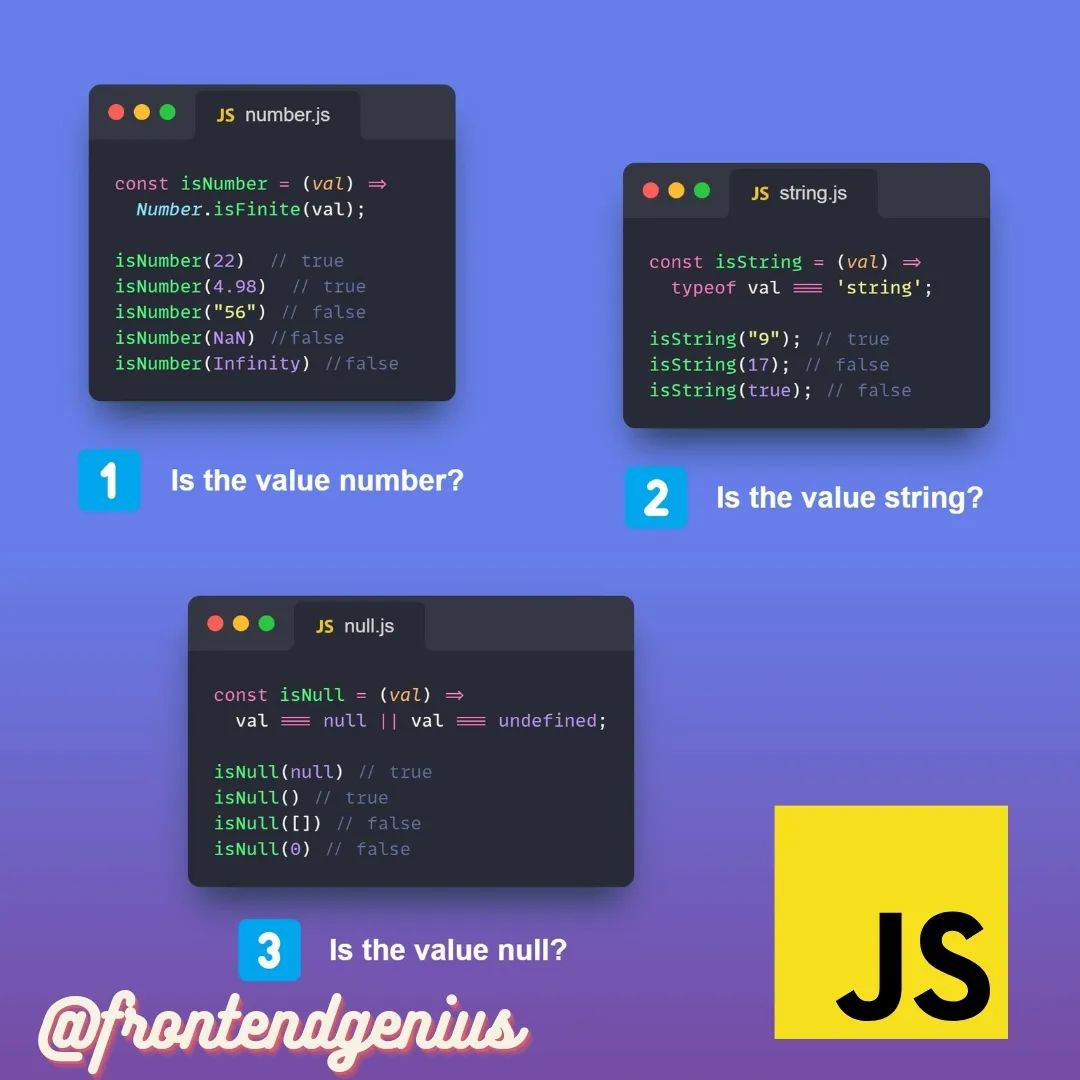 JS number.js
const isNumber = (val) =>
  Number.isFinite(val);
isNumber(22)  // true
isNumber(4.98)  // true
isNumber("56") // false
isNumber(NaN) //false
isNumber(Infinity) //false
1 Is the value number?
JS string.js
const isString = (val) =>
  typeof val === 'string';
isString("9"); // true
isString(17); // false
isString(true); // false
2 Is the value string?
JS null.js
const isNull = (val) =>
  val === null || val === undefined;
isNull(null) // true
isNull() // true
isNull([]) // false
isNull(0) // false
3 Is the value null?
JS
@frontendgenius